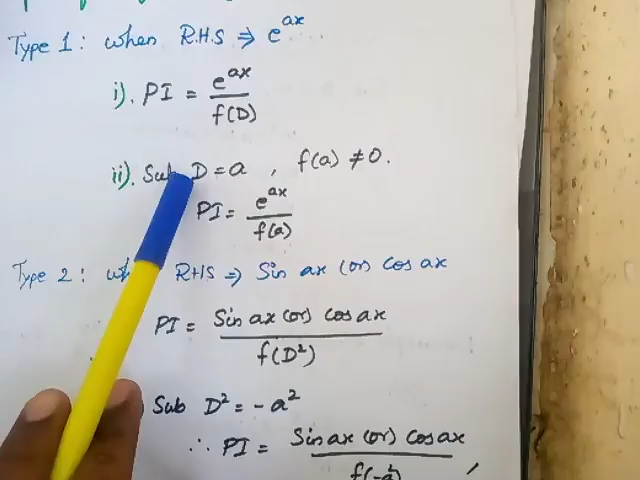 Type 1: when R.H.S ⇒ e^ax
i). PI = e^ax / f(D)
ii). Sub D = a , f(a) ≠ 0.
PI = e^ax / f(a)
Type 2: RHS ⇒ Sin ax (or) cos ax
PI = Sin ax (or) cos ax / f(D²)
Sub D² = -a²
∴ PI = Sin ax (or) cos ax / f(-a²) ,